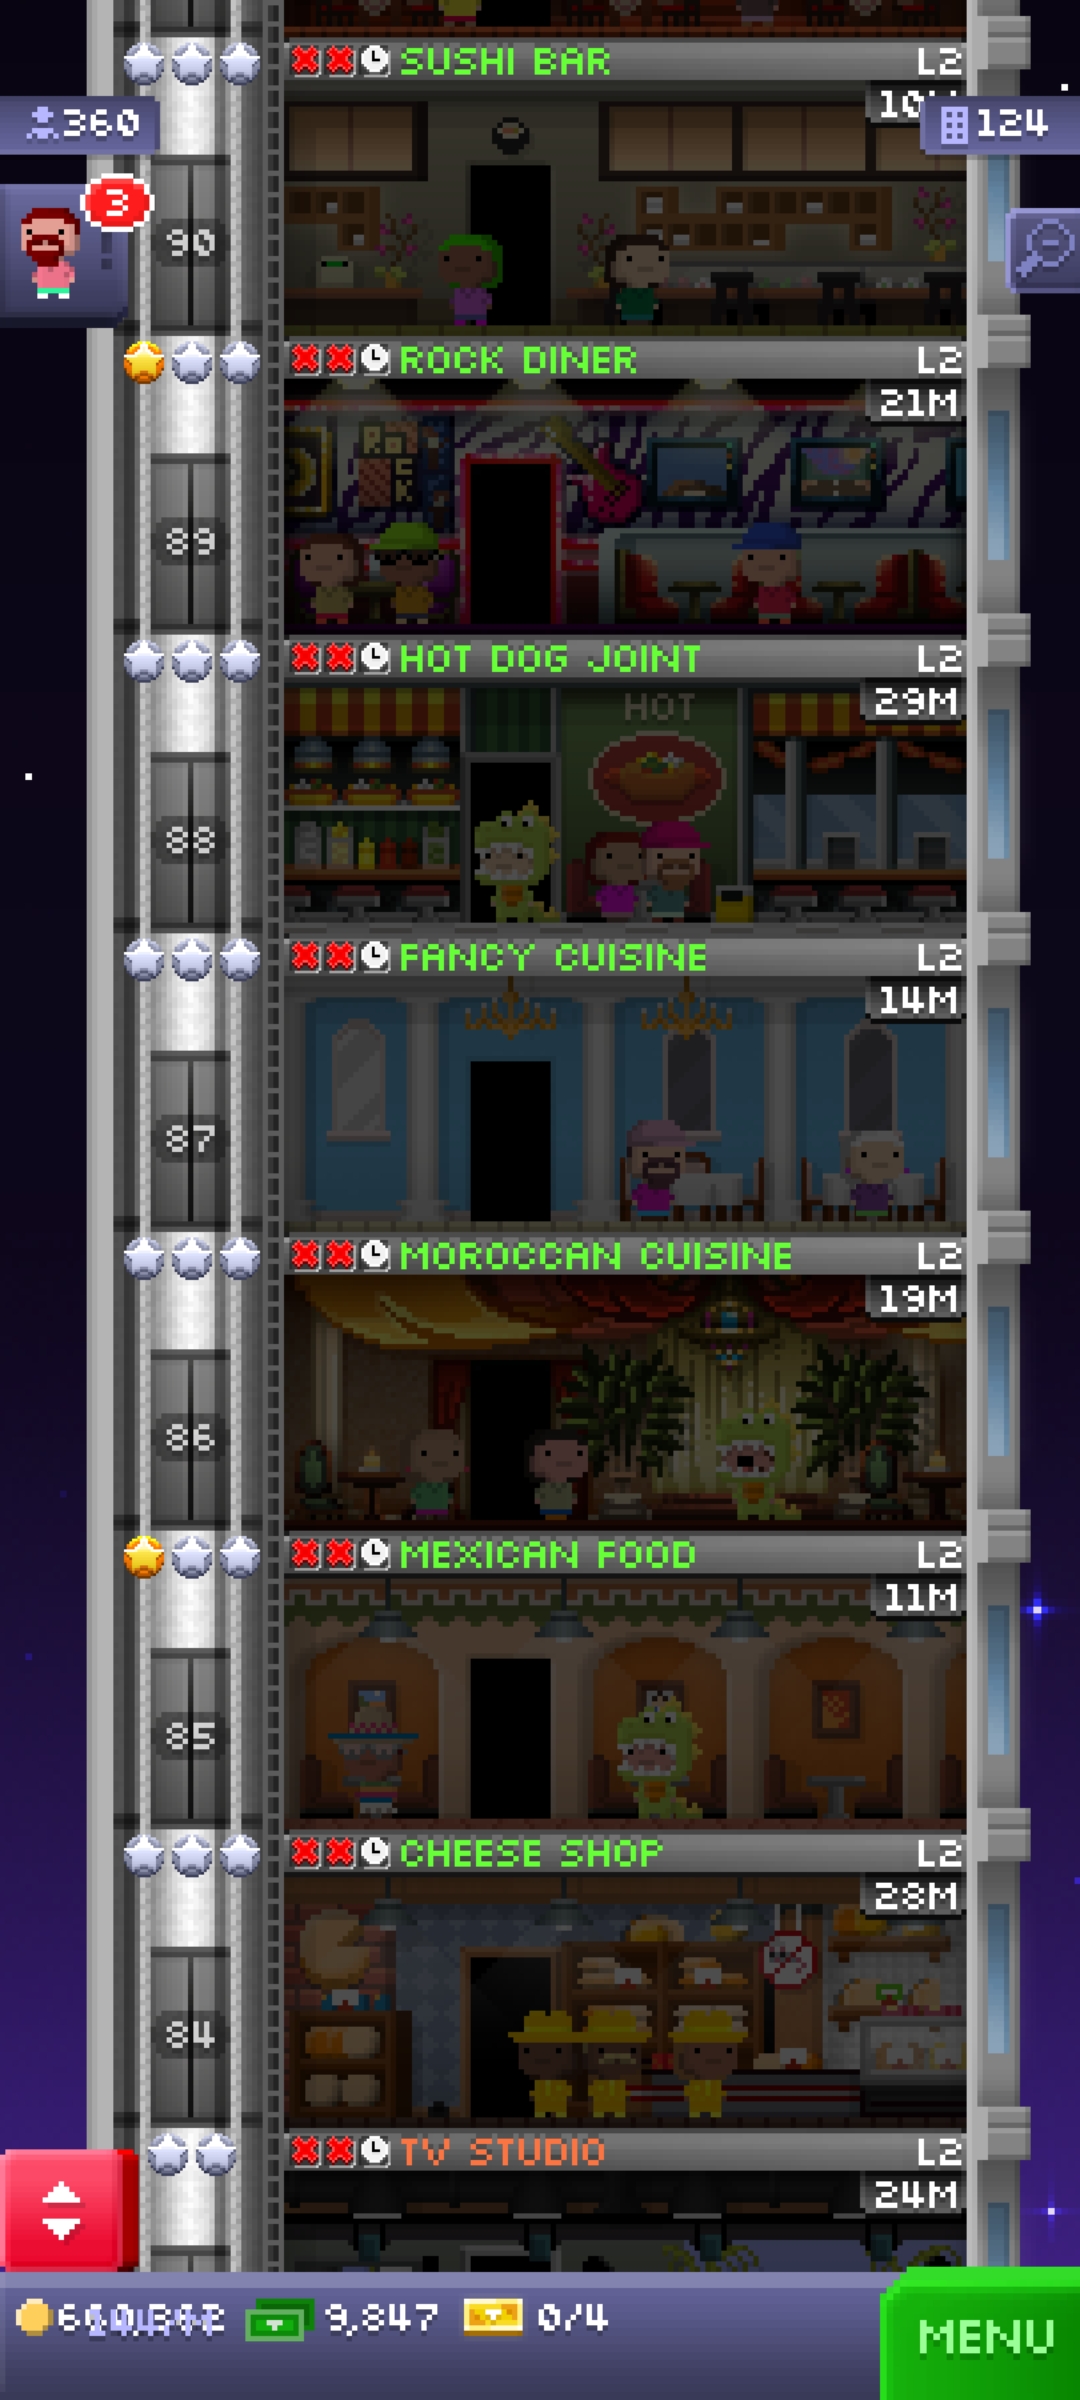 SUSHI BAR L2
360
124
3
90
ROCK DINER L2
21M
ROCK
89
HOT DOG JOINT L2
29M
HOT
88
FANCY CUISINE L2
14M
87
MOROCCAN CUISINE L2
19M
86
MEXICAN FOOD L2
11M
85
CHEESE SHOP L2
28M
84
TV STUDIO L2
24M
9,847 0/4
MENU